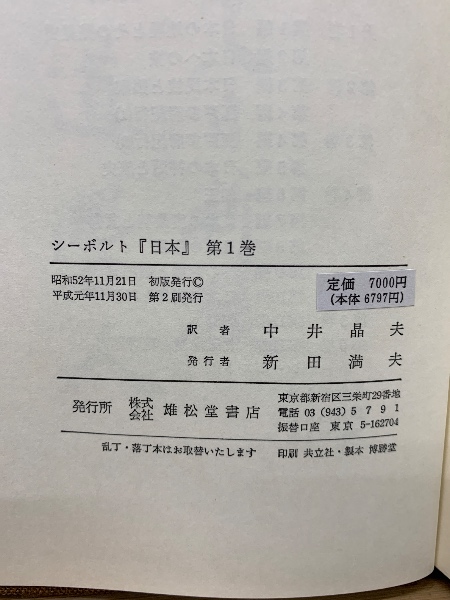 シーボルト『日本』 第1巻
昭和52年11月21日 初版発行©
平成元年11月30日 第2刷発行
定価 7000円
(本体 6797円)
訳者 中井晶夫
発行者 新田満夫
発行所 株式会社 雄松堂書店
東京都新宿区三栄町29番地
電話 03 (943) 5791
振替口座 東京 5-162704
乱丁・落丁本はお取替いたします 印刷 共立社・製本 博勝堂